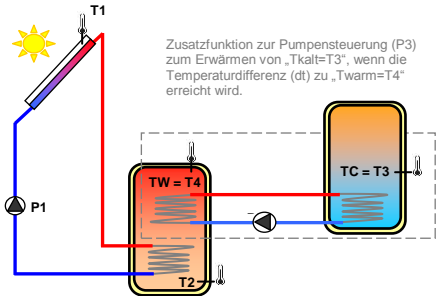 T1
Zusatzfunktion zur Pumpensteuerung (P3)
zum Erwärmen von „Tkalt=T3“, wenn die
Temperaturdifferenz (dt) zu „Twarm=T4“
erreicht wird.
TW = T4
TC = T3
P1
T2